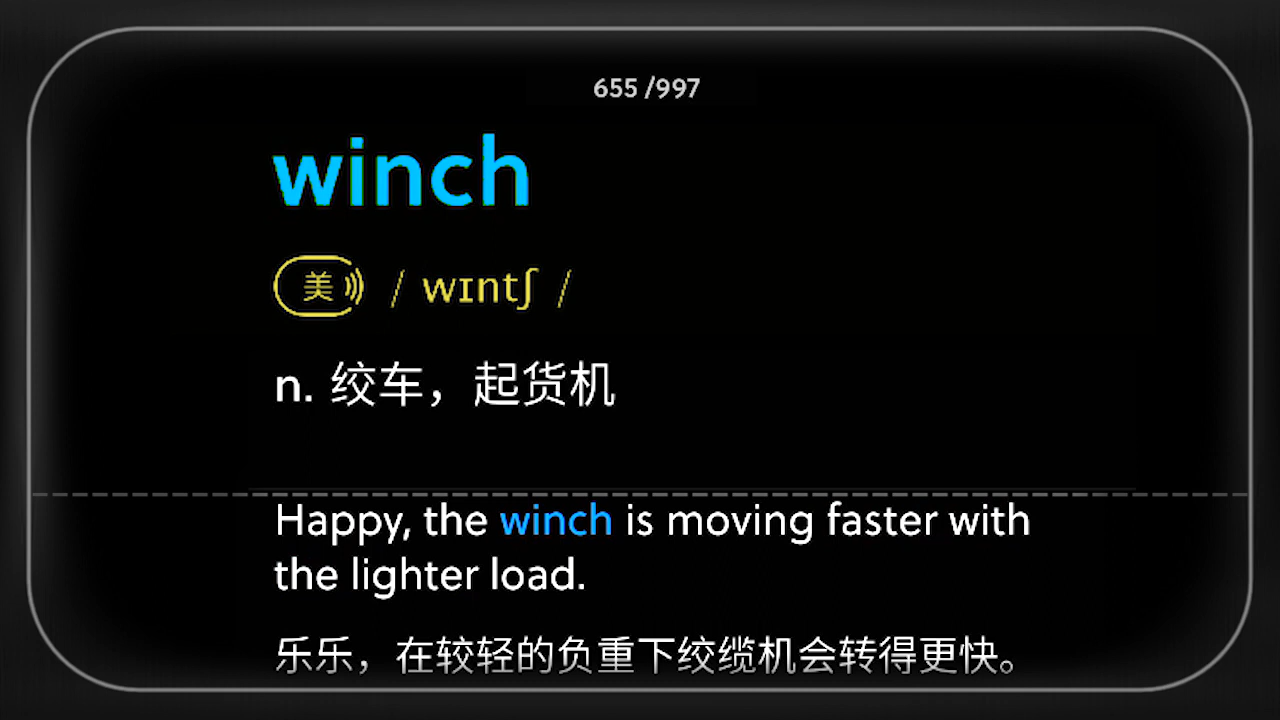 655 /997
winch
美 / wɪntʃ /
n. 绞车，起货机
Happy, the winch is moving faster with
the lighter load.
乐乐，在较轻的负重下绞缆机会转得更快。